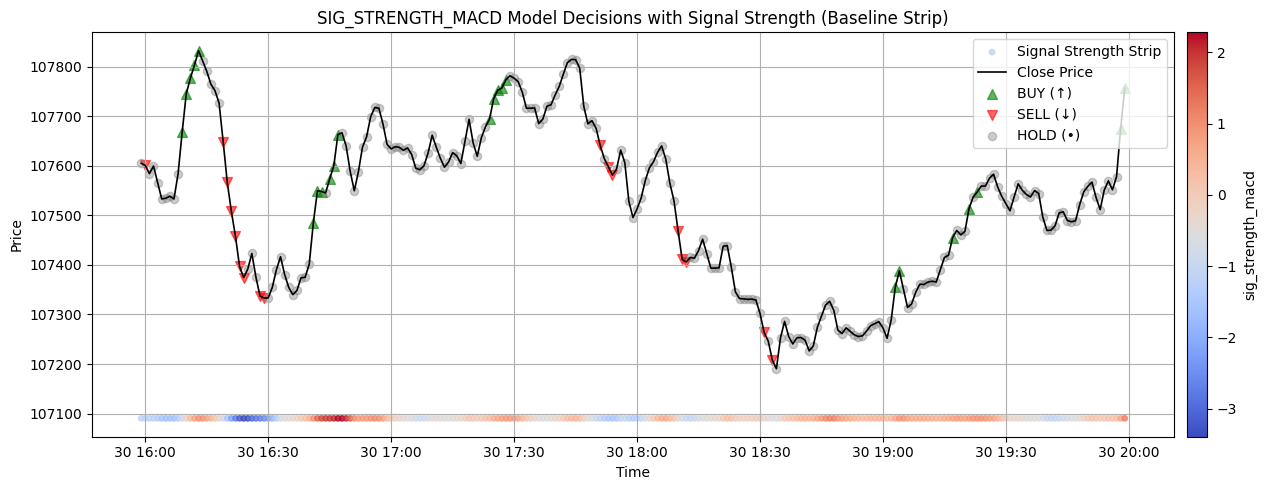 SIG_STRENGTH_MACD Model Decisions with Signal Strength (Baseline Strip)
Signal Strength Strip
Close Price
BUY (↑)
SELL (↓)
HOLD (•)
Price
107800
107700
107600
107500
107400
107300
107200
107100
30 16:00
30 16:30
30 17:00
30 17:30
30 18:00
30 18:30
30 19:00
30 19:30
30 20:00
Time
2
1
0
−1
−2
−3
sig_strength_macd